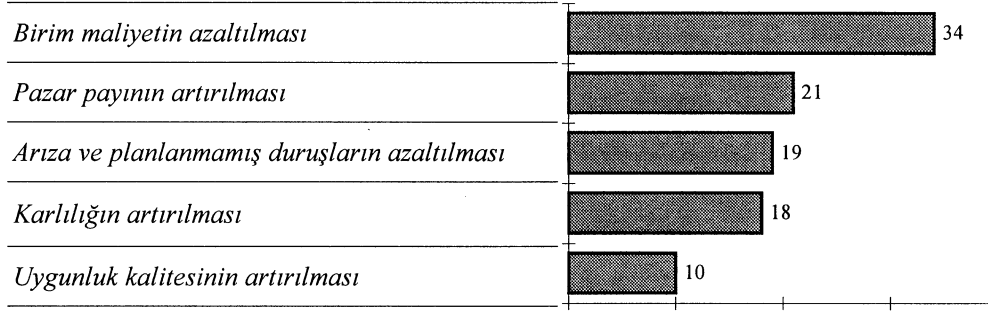 Birim maliyetin azaltılması 34
Pazar payının artırılması 21
Arıza ve planlanmamış duruşların azaltılması 19
Karlılığın artırılması 18
Uygunluk kalitesinin artırılması 10